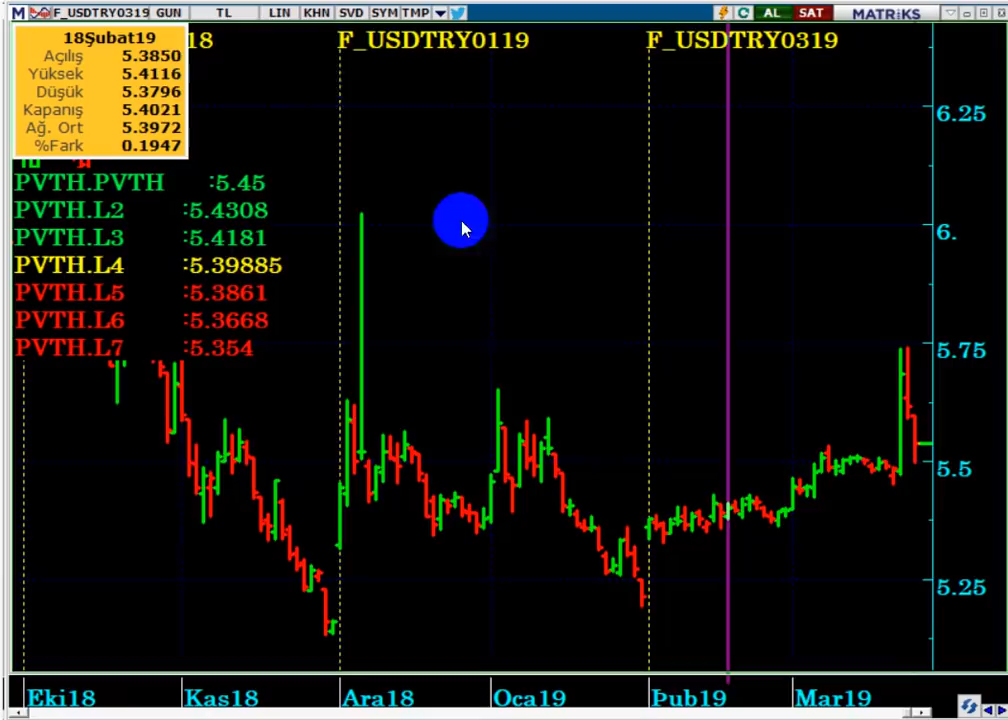 M F_USDTRY0319 GUN TL LIN KHN SVD SYM TMP AL SAT MATRiKS
18Şubat19
Açılış 5.3850
Yüksek 5.4116
Düşük 5.3796
Kapanış 5.4021
Ağ. Ort 5.3972
%Fark 0.1947
18 F_USDTRY0119 F_USDTRY0319
PVTH.PVTH :5.45
PVTH.L2 :5.4308
PVTH.L3 :5.4181
PVTH.L4 :5.39885
PVTH.L5 :5.3861
PVTH.L6 :5.3668
PVTH.L7 :5.354
6.25
6.
5.75
5.5
5.25
Eki18 Kas18 Ara18 Oca19 Þub19 Mar19